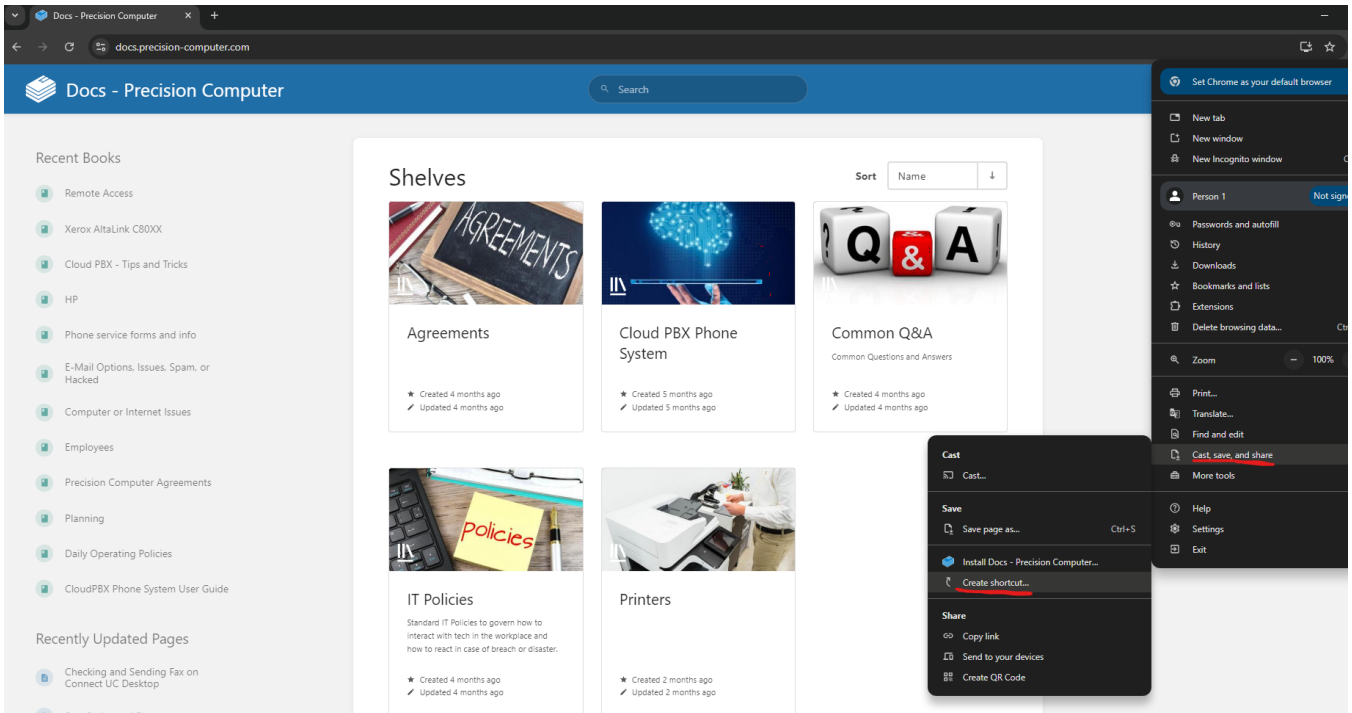 Docs - Precision Computer
docs.precision-computer.com
Docs - Precision Computer
Search
Recent Books
Remote Access
Xerox AltaLink C80XX
Cloud PBX - Tips and Tricks
HP
Phone service forms and info
E-Mail Options, Issues, Spam, or
Hacked
Computer or Internet Issues
Employees
Precision Computer Agreements
Planning
Daily Operating Policies
CloudPBX Phone System User Guide
Recently Updated Pages
Checking and Sending Fax on
Connect UC Desktop
Shelves
Sort
Name
AGREEMENTS
Agreements
Created 4 months ago
Updated 4 months ago
Cloud PBX Phone
System
Created 5 months ago
Updated 5 months ago
? Q & A !
Common Q&A
Common Questions and Answers
Created 4 months ago
Updated 4 months ago
Policies
IT Policies
Standard IT Policies to govern how to
interact with tech in the workplace and
how to react in case of breach or disaster.
Created 4 months ago
Updated 4 months ago
Printers
Created 2 months ago
Updated 2 months ago
Cast
Cast...
Save
Save page as... Ctrl+S
Install Docs - Precision Computer...
Create shortcut...
Share
Copy link
Send to your devices
Create QR Code
Set Chrome as your default browser
New tab
New window
New Incognito window
Person 1 Not
Passwords and autofill
History
Downloads
Bookmarks and lists
Extensions
Delete browsing data...
Zoom − 100%
Print...
Translate...
Find and edit
Cast, save, and share
More tools
Help
Settings
Exit